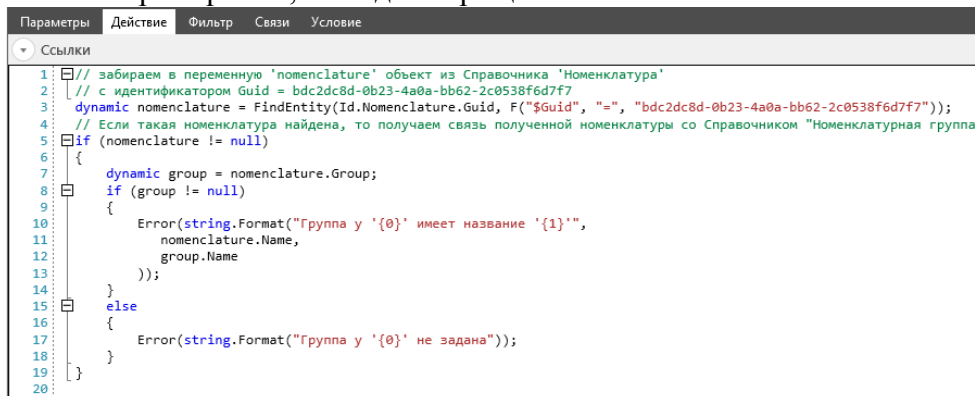 Параметры Действие Фильтр Связи Условие
Ссылки
1 // забираем в переменную 'nomenclature' объект из Справочника 'Номенклатура'
2 // с идентификатором Guid = bdc2dc8d-0b23-4a0a-bb62-2c0538f6d7f7
3 dynamic nomenclature = FindEntity(Id.Nomenclature.Guid, F("$Guid", "=", "bdc2dc8d-0b23-4a0a-bb62-2c0538f6d7f7"));
4 // Если такая номенклатура найдена, то получаем связь полученной номенклатуры со Справочником "Номенклатурная группа
5 if (nomenclature != null)
6 {
7 dynamic group = nomenclature.Group;
8 if (group != null)
9 {
10 Error(string.Format("Группа у '{0}' имеет название '{1}'",
11 nomenclature.Name,
12 group.Name
13 ));
14 }
15 else
16 {
17 Error(string.Format("Группа у '{0}' не задана"));
18 }
19 }
20